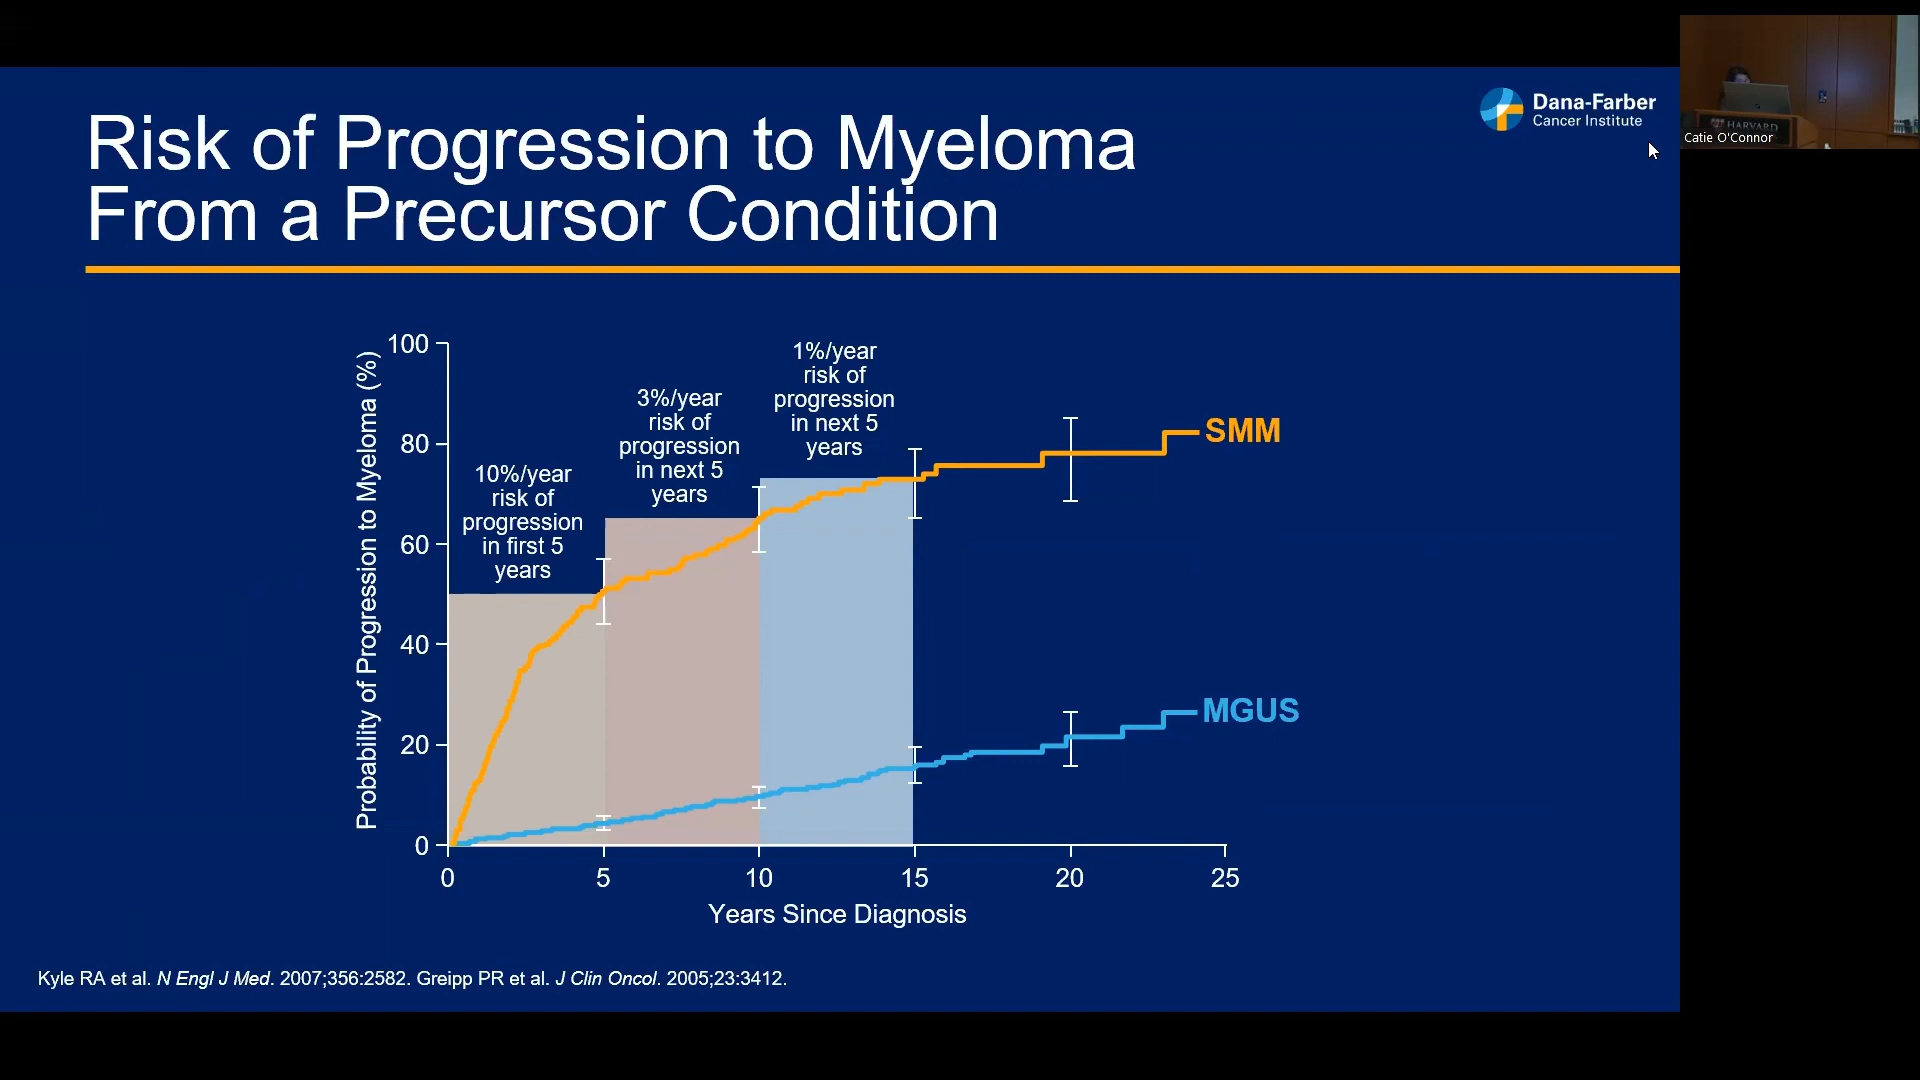 Risk of Progression to Myeloma
From a Precursor Condition
Dana-Farber
Cancer Institute
HARVARD
Catie O'Connor
Probability of Progression to Myeloma (%)
100
80
60
40
20
0
10%/year
risk of
progression
in first 5
years
3%/year
risk of
progression
in next 5
years
1%/year
risk of
progression
in next 5
years
SMM
MGUS
0
5
10
15
20
25
Years Since Diagnosis
Kyle RA et al. N Engl J Med. 2007;356:2582. Greipp PR et al. J Clin Oncol. 2005;23:3412.